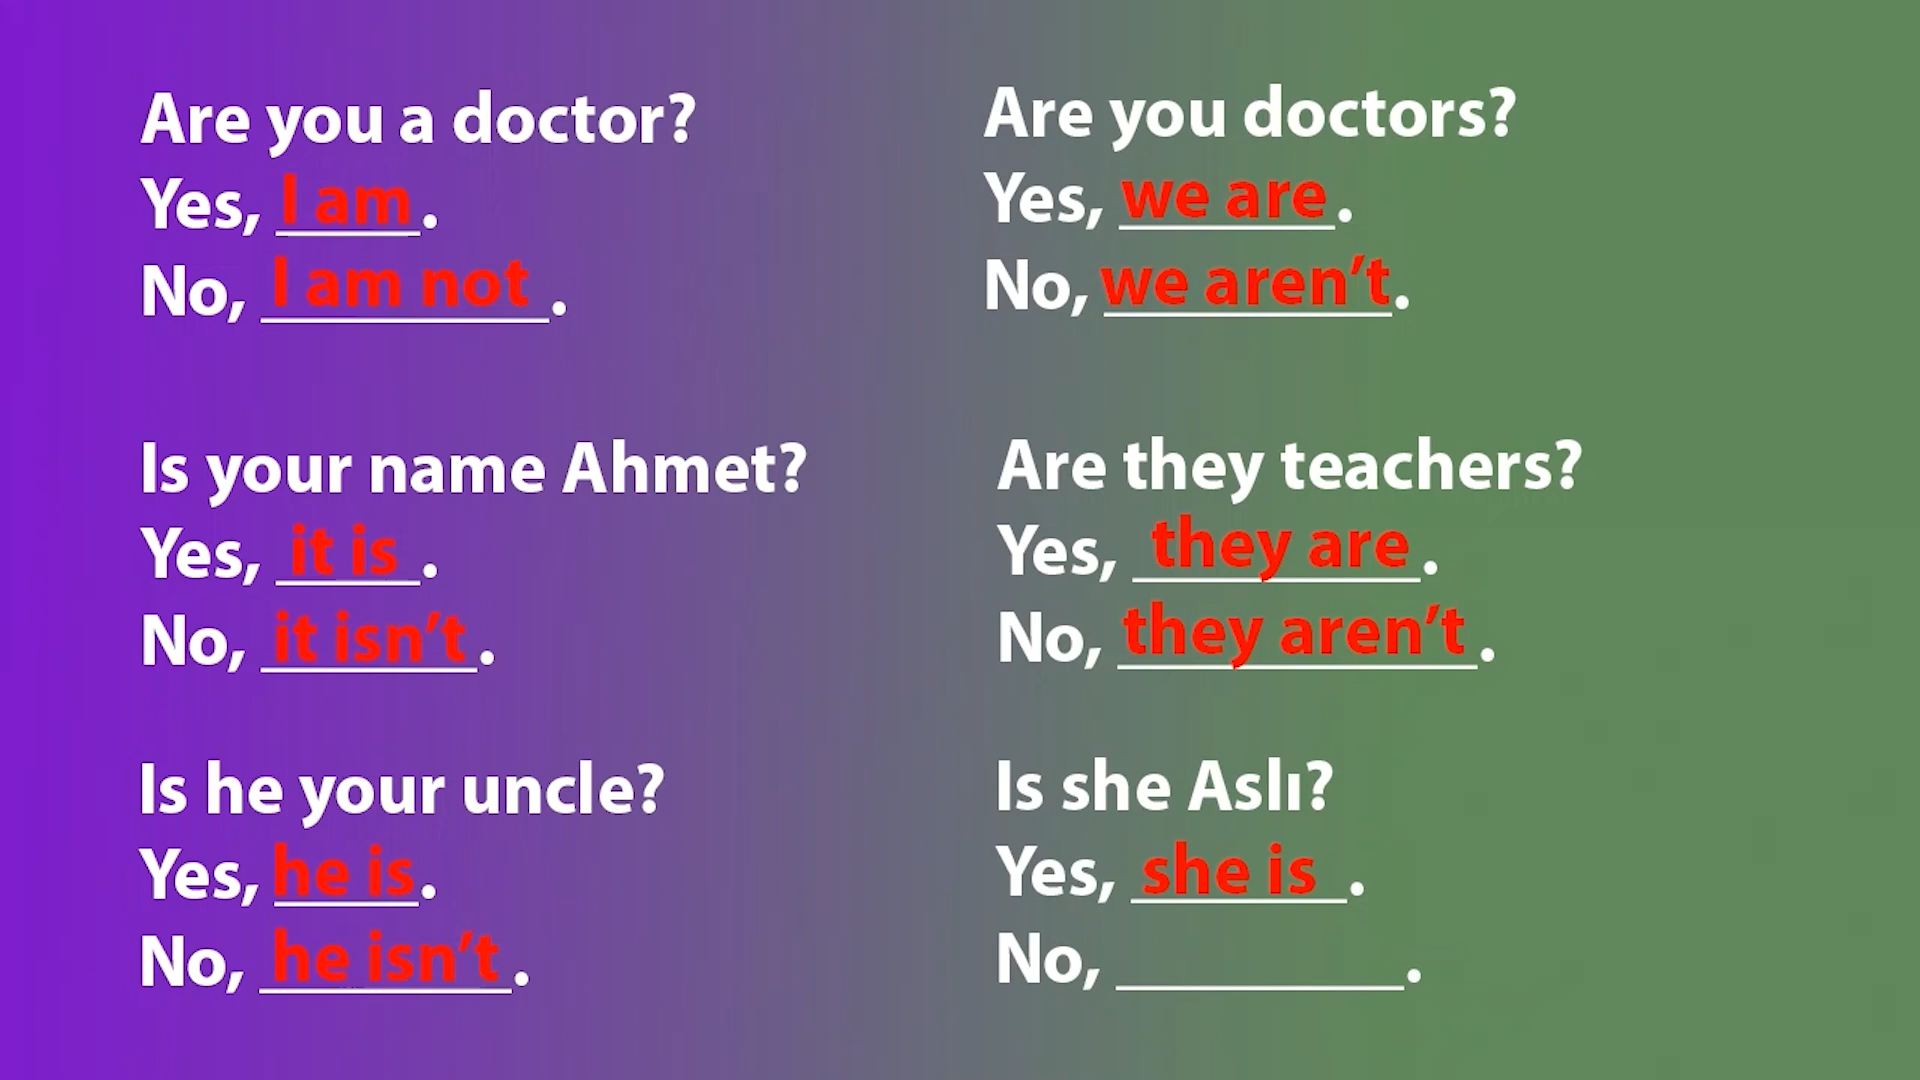 Are you a doctor?
Yes, I am.
No, I am not.
Is your name Ahmet?
Yes, it is.
No, it isn’t.
Is he your uncle?
Yes, he is.
No, he isn’t.
Are you doctors?
Yes, we are.
No, we aren’t.
Are they teachers?
Yes, they are.
No, they aren’t.
Is she Aslı?
Yes, she is.
No, ________.